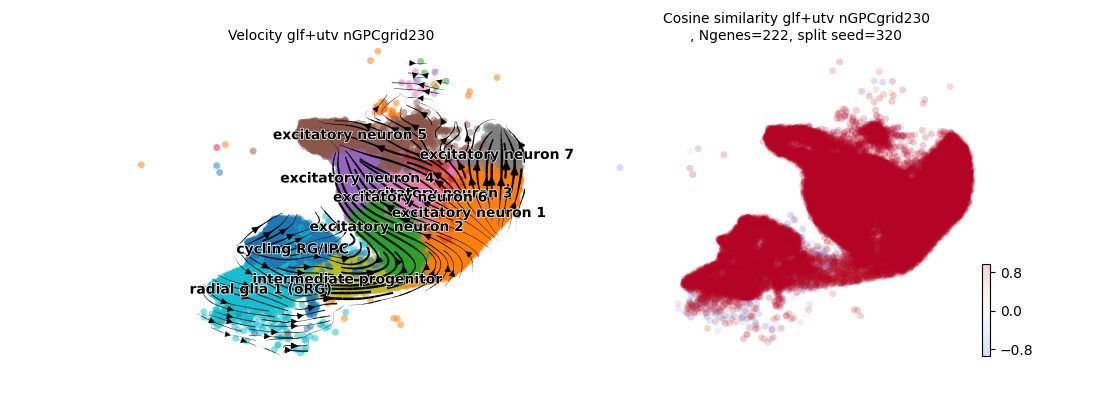 Velocity glf+utv nGPCgrid230
Cosine similarity glf+utv nGPCgrid230
, Ngenes=222, split seed=320
excitatory neuron 5
excitatory neuron 7
excitatory neuron 4
excitatory neuron 3
excitatory neuron 6
excitatory neuron 1
excitatory neuron 2
cycling RG/IPC
intermediate progenitor
radial glia 1 (oRG)
0.8
0.0
−0.8